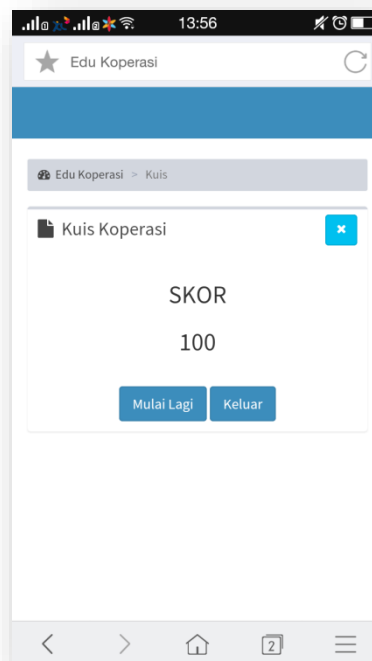 13:56
Edu Koperasi
Edu Koperasi > Kuis
Kuis Koperasi
SKOR
100
Mulai Lagi
Keluar
2